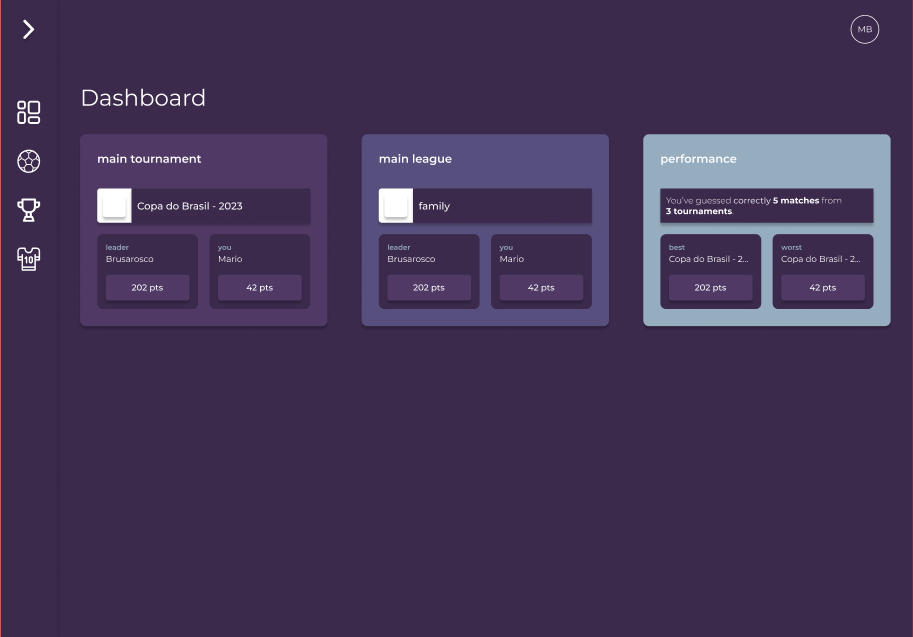 MB
Dashboard
main tournament
Copa do Brasil - 2023
leader
Brusarosco
202 pts
you
Mario
42 pts
main league
family
leader
Brusarosco
202 pts
you
Mario
42 pts
performance
You've guessed correctly 5 matches from
3 tournaments.
best
Copa do Brasil - 2...
202 pts
worst
Copa do Brasil - 2...
42 pts
10